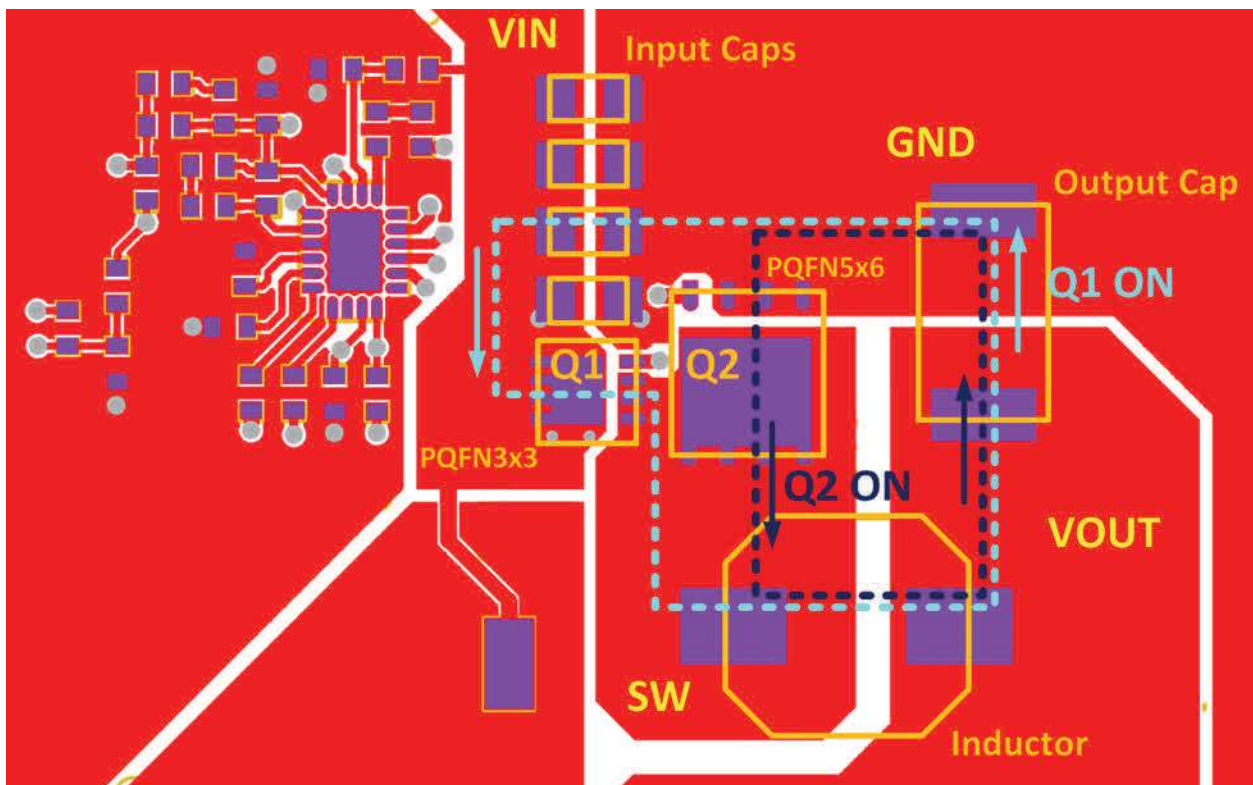 VIN
Input Caps
GND
Output Cap
PQFN5x6
Q1 ON
Q1
Q2
PQFN3x3
Q2 ON
VOUT
SW
Inductor